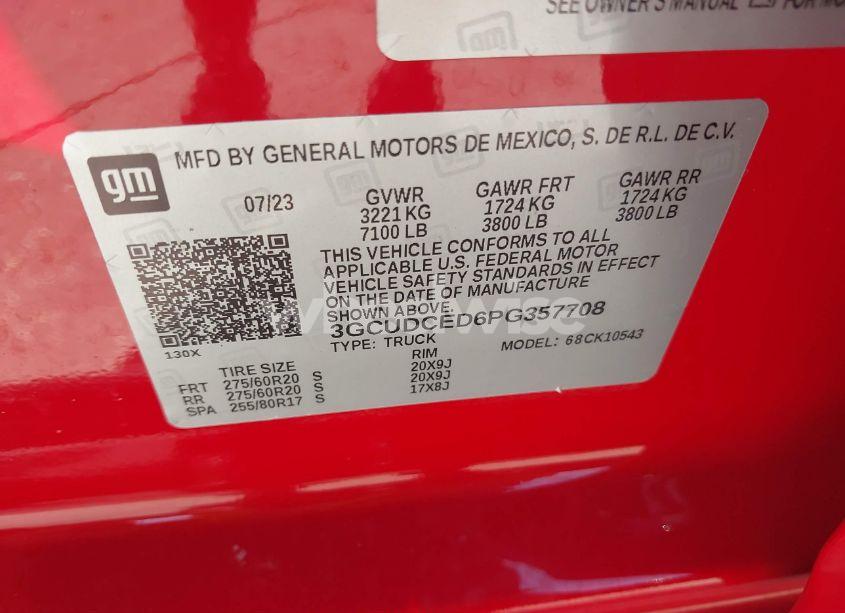 SEE OWNER'S MANUAL FOR MO
gm
MFD BY GENERAL MOTORS DE MEXICO, S. DE R.L. DE C.V.
07/23 GVWR GAWR FRT GAWR RR
3221 KG 1724 KG 1724 KG
7100 LB 3800 LB 3800 LB
THIS VEHICLE CONFORMS TO ALL
APPLICABLE U.S. FEDERAL MOTOR
VEHICLE SAFETY STANDARDS IN EFFECT
ON THE DATE OF MANUFACTURE
SHOWN ABOVE.
3GCUDCED6PG357708
130X
TYPE: TRUCK MODEL: 68CK10543
TIRE SIZE RIM
FRT 275/60R20 S 20X9J
RR 275/60R20 S 20X9J
SPA 255/80R17 S 17X8J